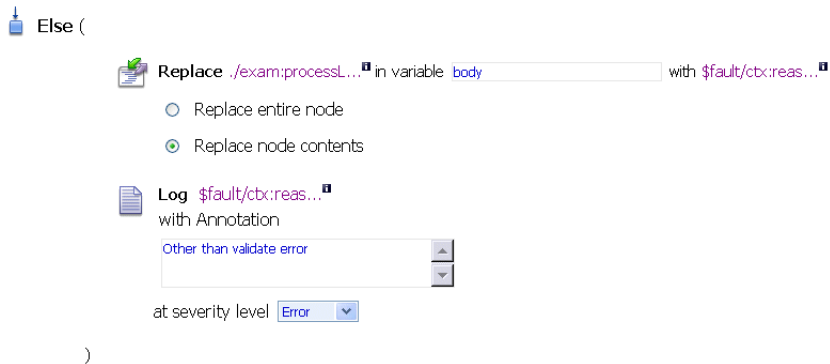 Else (
Replace ./exam:processL... i in variable body with $fault/ctx:reas... i
Replace entire node
Replace node contents
Log $fault/ctx:reas... i
with Annotation
Other than validate error
at severity level Error
)